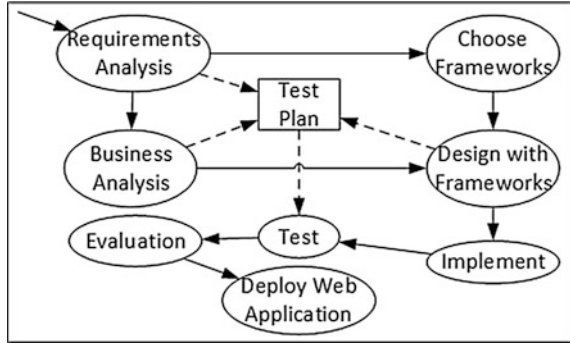 Requirements
Analysis
Choose
Frameworks
Test
Plan
Business
Analysis
Design with
Frameworks
Evaluation
Test
Implement
Deploy Web
Application